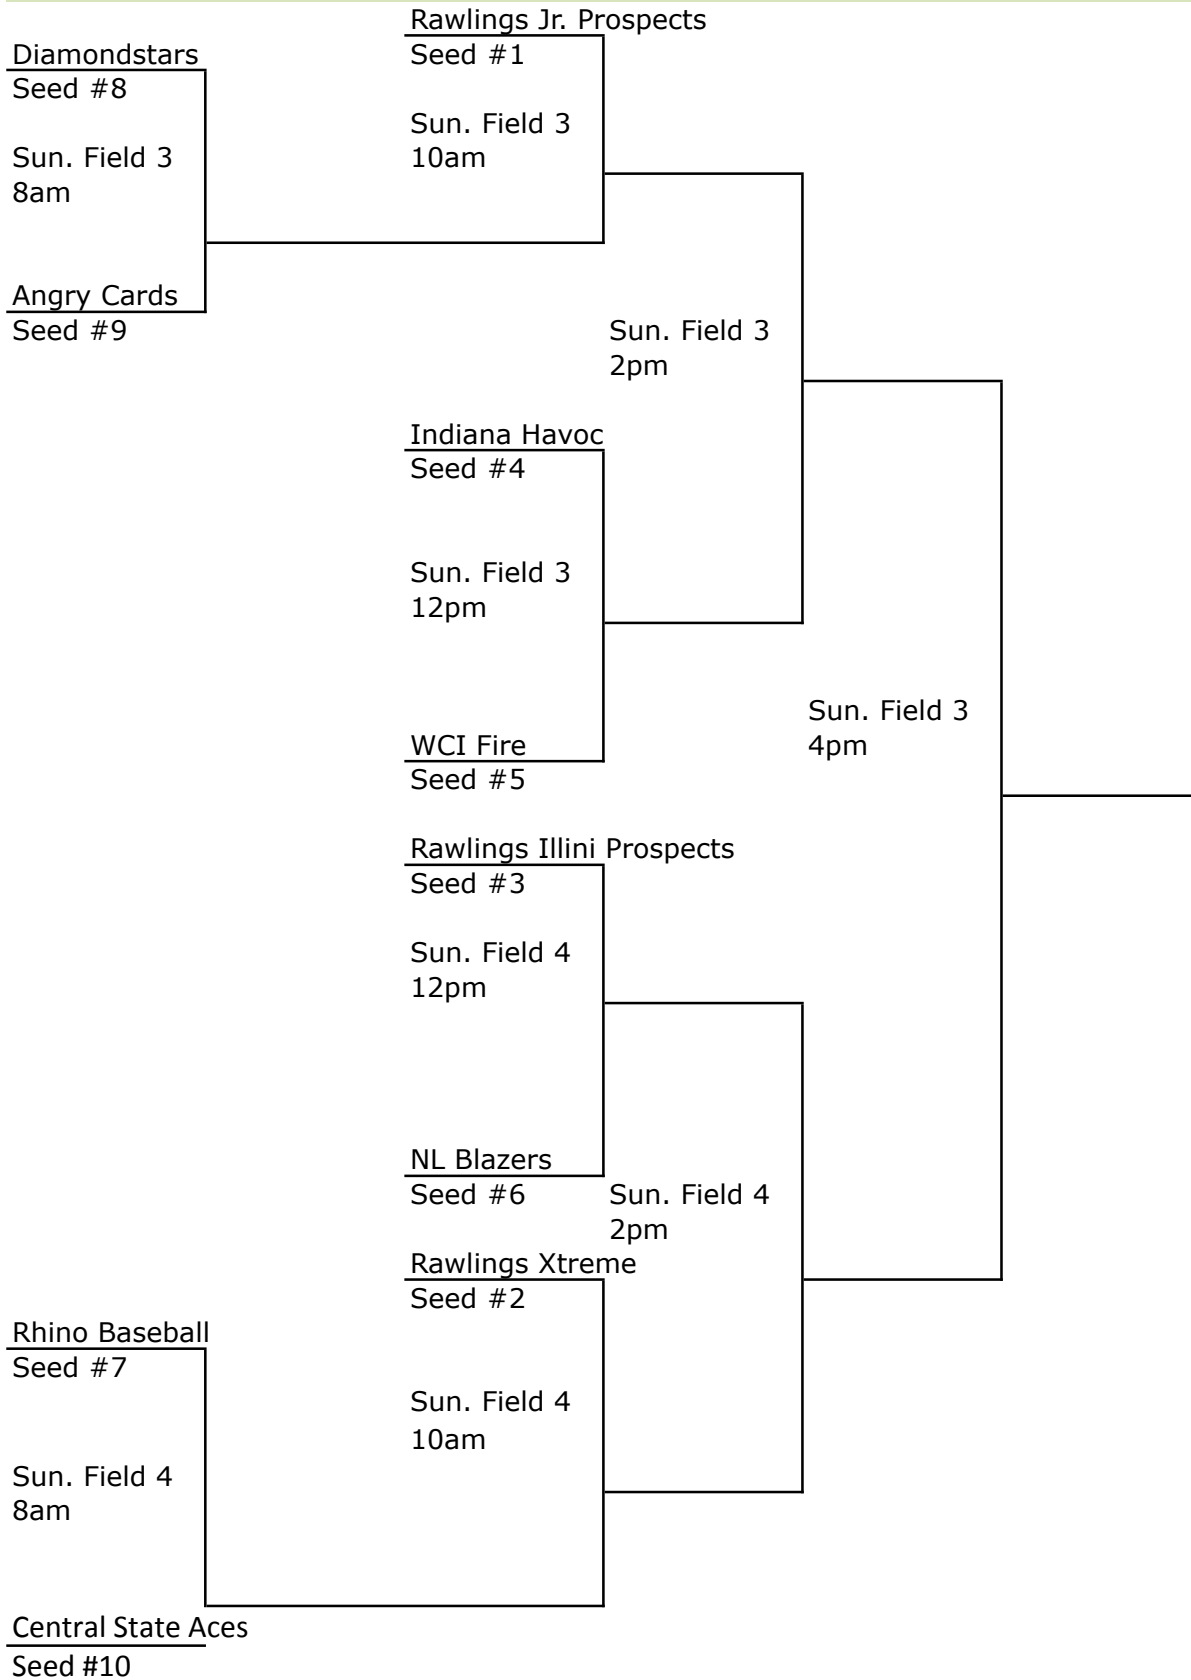 Rawlings Jr. Prospects
Diamondstars
Seed #1
Seed #8
Sun. Field 3
10am
Sun. Field 3
8am
Angry Cards
Seed #9
Sun. Field 3
2pm
Indiana Havoc
Seed #4
Sun. Field 3
12pm
Sun. Field 3
4pm
WCI Fire
Seed #5
Rawlings Illini Prospects
Seed #3
Sun. Field 4
12pm
NL Blazers
Seed #6
Sun. Field 4
2pm
Rawlings Xtreme
Seed #2
Rhino Baseball
Seed #7
Sun. Field 4
10am
Sun. Field 4
8am
Central State Aces
Seed #10